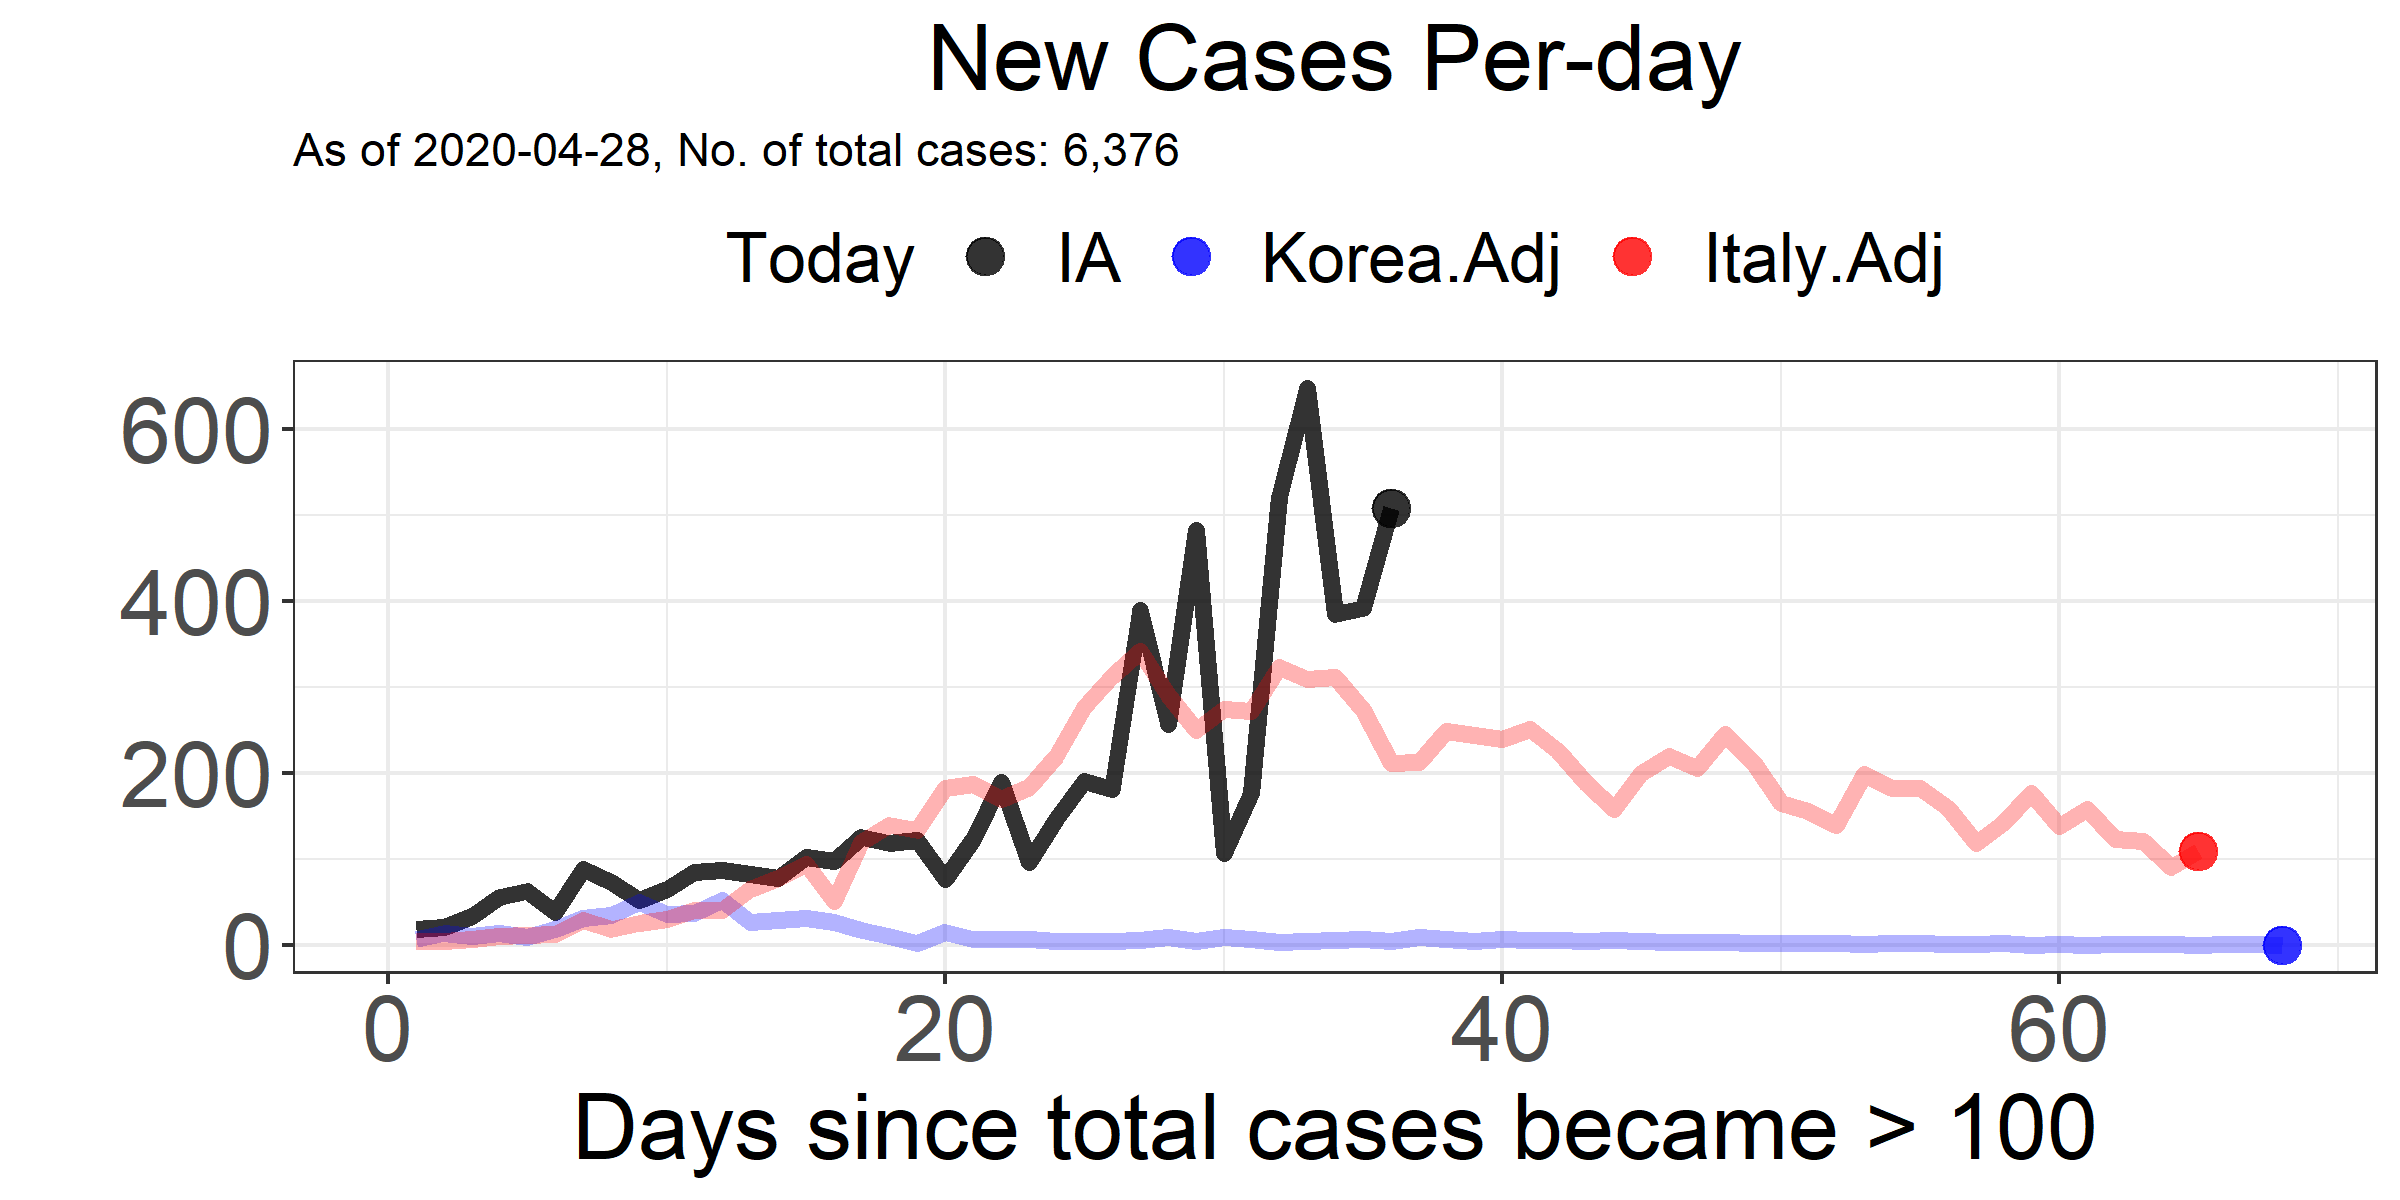 New Cases Per-day
As of 2020-04-28, No. of total cases: 6,376
Today IA Korea.Adj Italy.Adj
600
400
200
0
0 20 40 60
Days since total cases became > 100